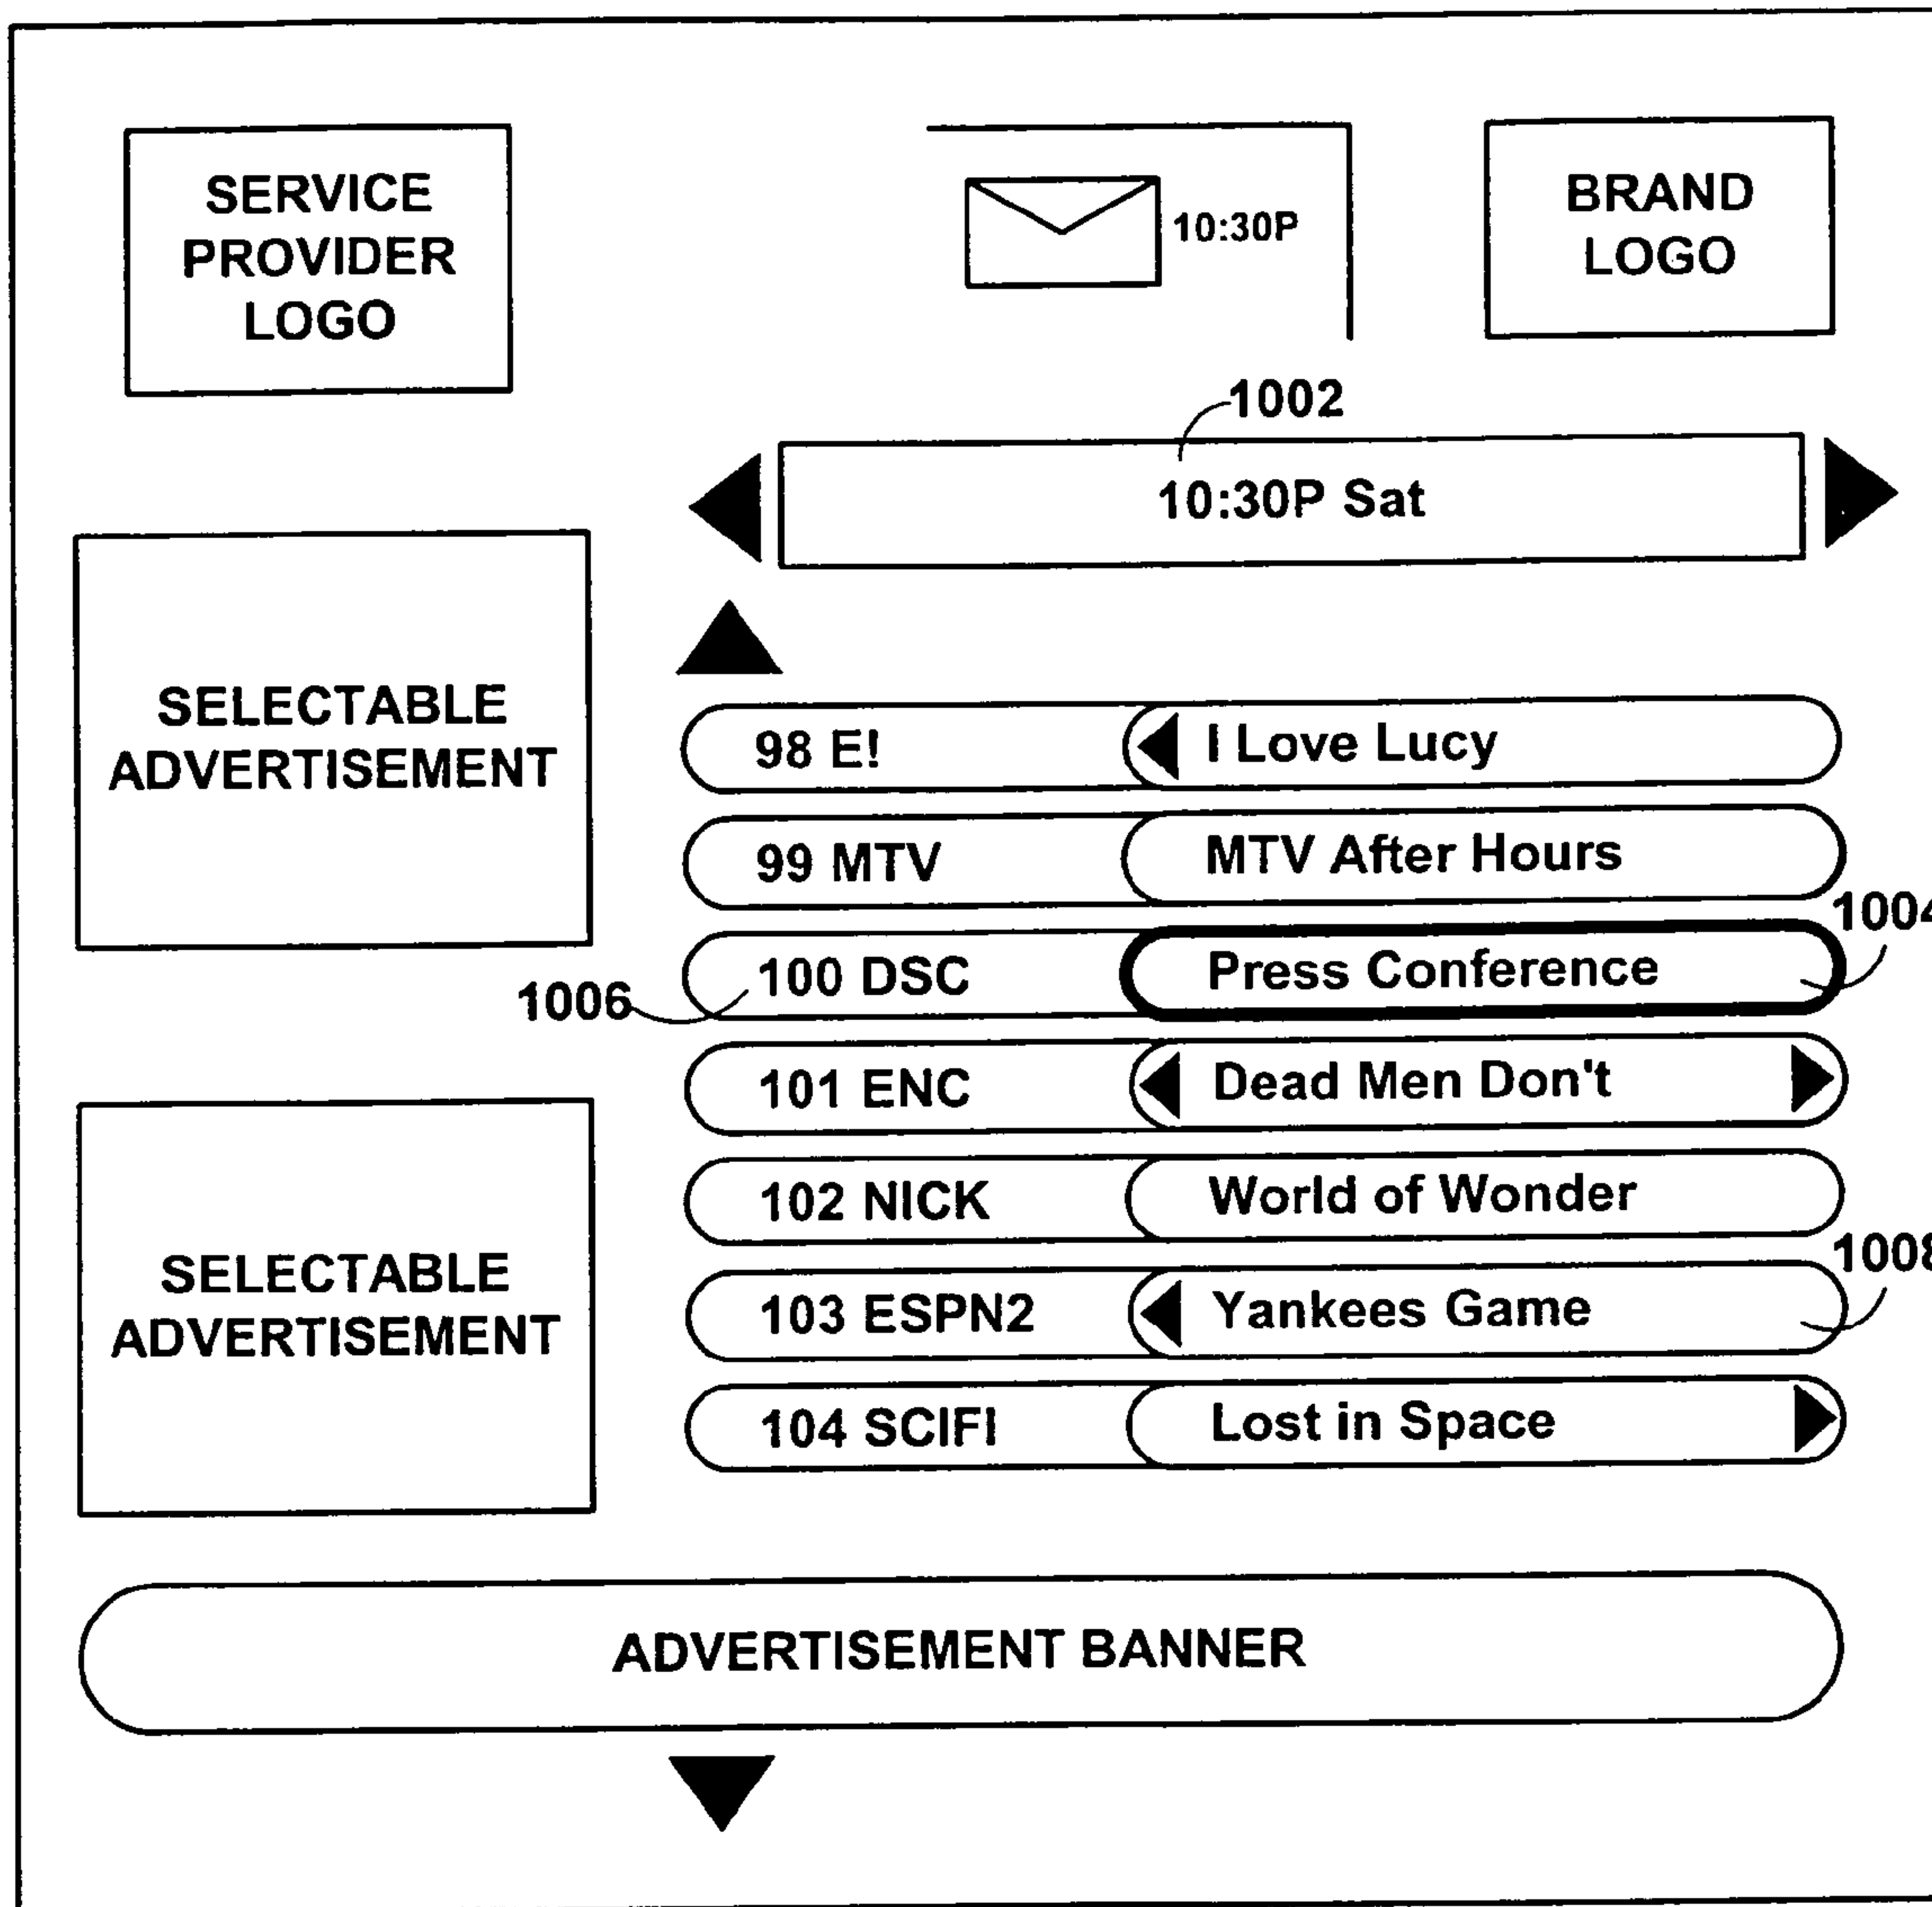 SERVICE
PROVIDER
LOGO
10:30P
BRAND
LOGO
1002
10:30P Sat
SELECTABLE
ADVERTISEMENT
98 E! I Love Lucy
99 MTV MTV After Hours
1004
100 DSC Press Conference
1006
101 ENC Dead Men Don't
102 NICK World of Wonder
1008
SELECTABLE
ADVERTISEMENT
103 ESPN2 Yankees Game
104 SCIFI Lost in Space
ADVERTISEMENT BANNER